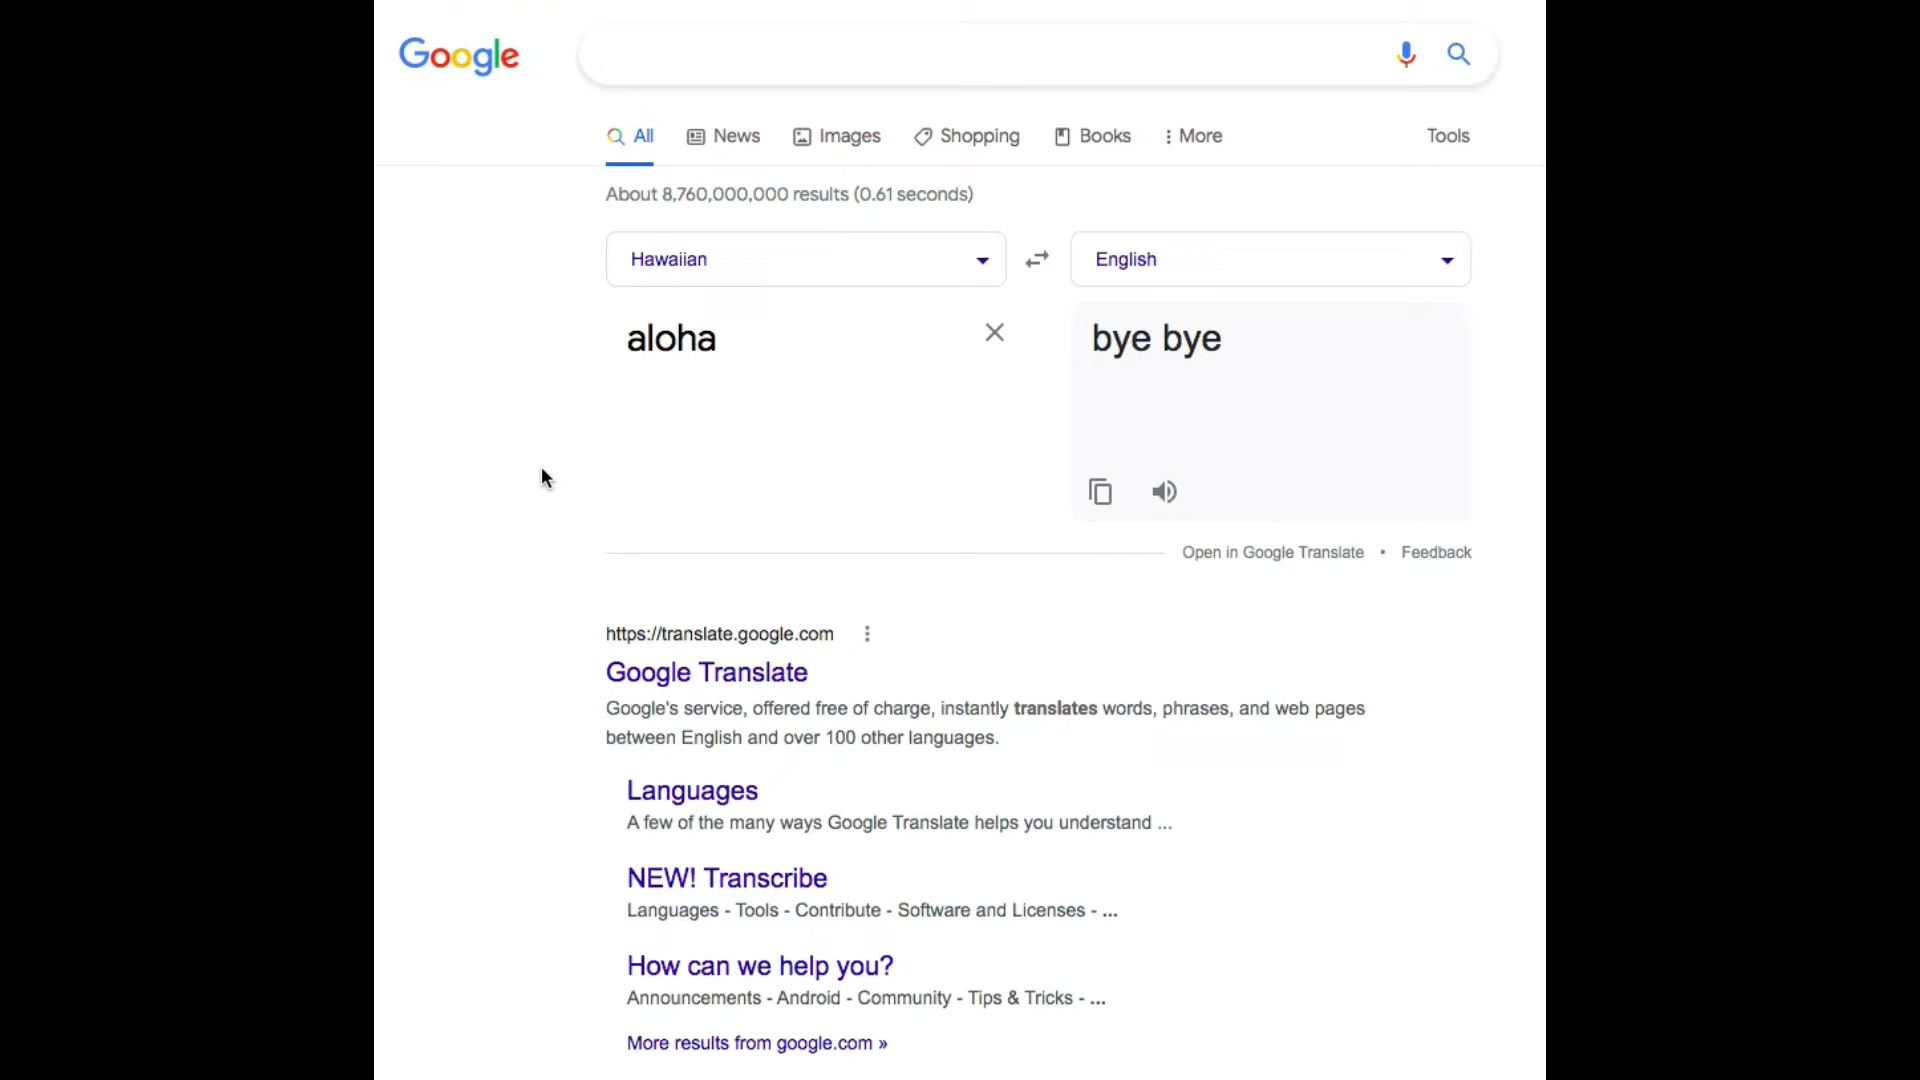 Google
All News Images Shopping Books More Tools
About 8,760,000,000 results (0.61 seconds)
Hawaiian English
aloha bye bye
Open in Google Translate • Feedback
https://translate.google.com
Google Translate
Google's service, offered free of charge, instantly translates words, phrases, and web pages
between English and over 100 other languages.
Languages
A few of the many ways Google Translate helps you understand ...
NEW! Transcribe
Languages - Tools - Contribute - Software and Licenses - ...
How can we help you?
Announcements - Android - Community - Tips & Tricks - ...
More results from google.com »